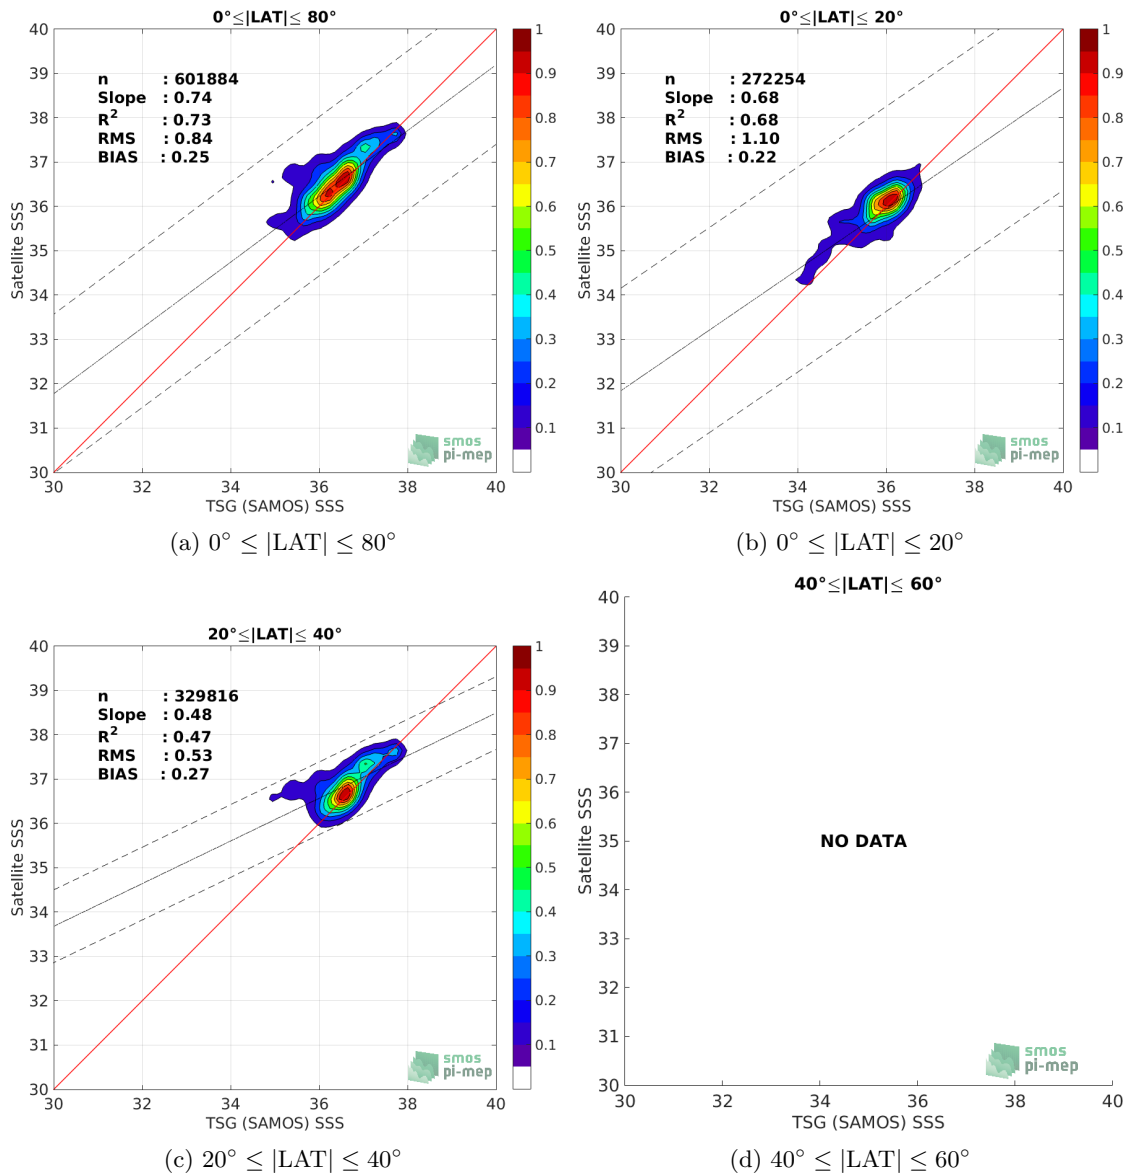 0°≤|LAT|≤ 80°
n : 601884
Slope : 0.74
R² : 0.73
RMS : 0.84
BIAS : 0.25
Satellite SSS
40
39
38
37
36
35
34
33
32
31
30
30 32 34 36 38 40
TSG (SAMOS) SSS
1
0.9
0.8
0.7
0.6
0.5
0.4
0.3
0.2
0.1
smos
pi-mep
(a) 0° ≤ |LAT| ≤ 80°
0°≤|LAT|≤ 20°
n : 272254
Slope : 0.68
R² : 0.68
RMS : 1.10
BIAS : 0.22
Satellite SSS
40
39
38
37
36
35
34
33
32
31
30
30 32 34 36 38 40
TSG (SAMOS) SSS
1
0.9
0.8
0.7
0.6
0.5
0.4
0.3
0.2
0.1
smos
pi-mep
(b) 0° ≤ |LAT| ≤ 20°
20°≤|LAT|≤ 40°
n : 329816
Slope : 0.48
R² : 0.47
RMS : 0.53
BIAS : 0.27
Satellite SSS
40
39
38
37
36
35
34
33
32
31
30
30 32 34 36 38 40
TSG (SAMOS) SSS
1
0.9
0.8
0.7
0.6
0.5
0.4
0.3
0.2
0.1
smos
pi-mep
(c) 20° ≤ |LAT| ≤ 40°
40°≤|LAT|≤ 60°
NO DATA
Satellite SSS
40
39
38
37
36
35
34
33
32
31
30
30 32 34 36 38 40
TSG (SAMOS) SSS
smos
pi-mep
(d) 40° ≤ |LAT| ≤ 60°